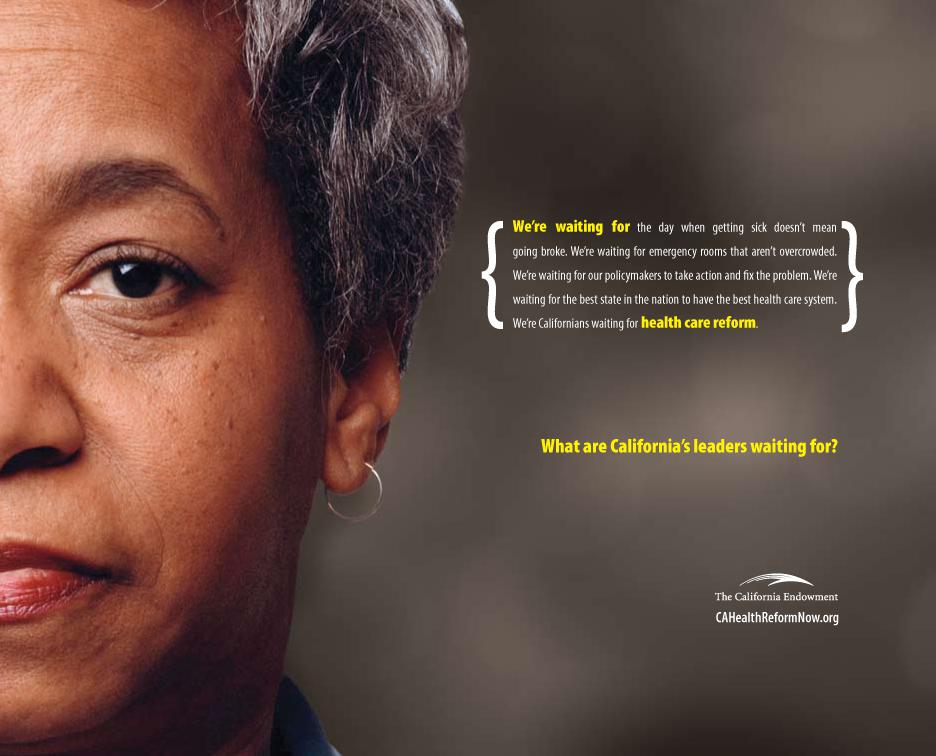 We're waiting for the day when getting sick doesn't mean
going broke. We're waiting for emergency rooms that aren't overcrowded.
We're waiting for our policymakers to take action and fix the problem. We're
waiting for the best state in the nation to have the best health care system.
We're Californians waiting for health care reform.
What are California's leaders waiting for?
The California Endowment
CAHealthReformNow.org